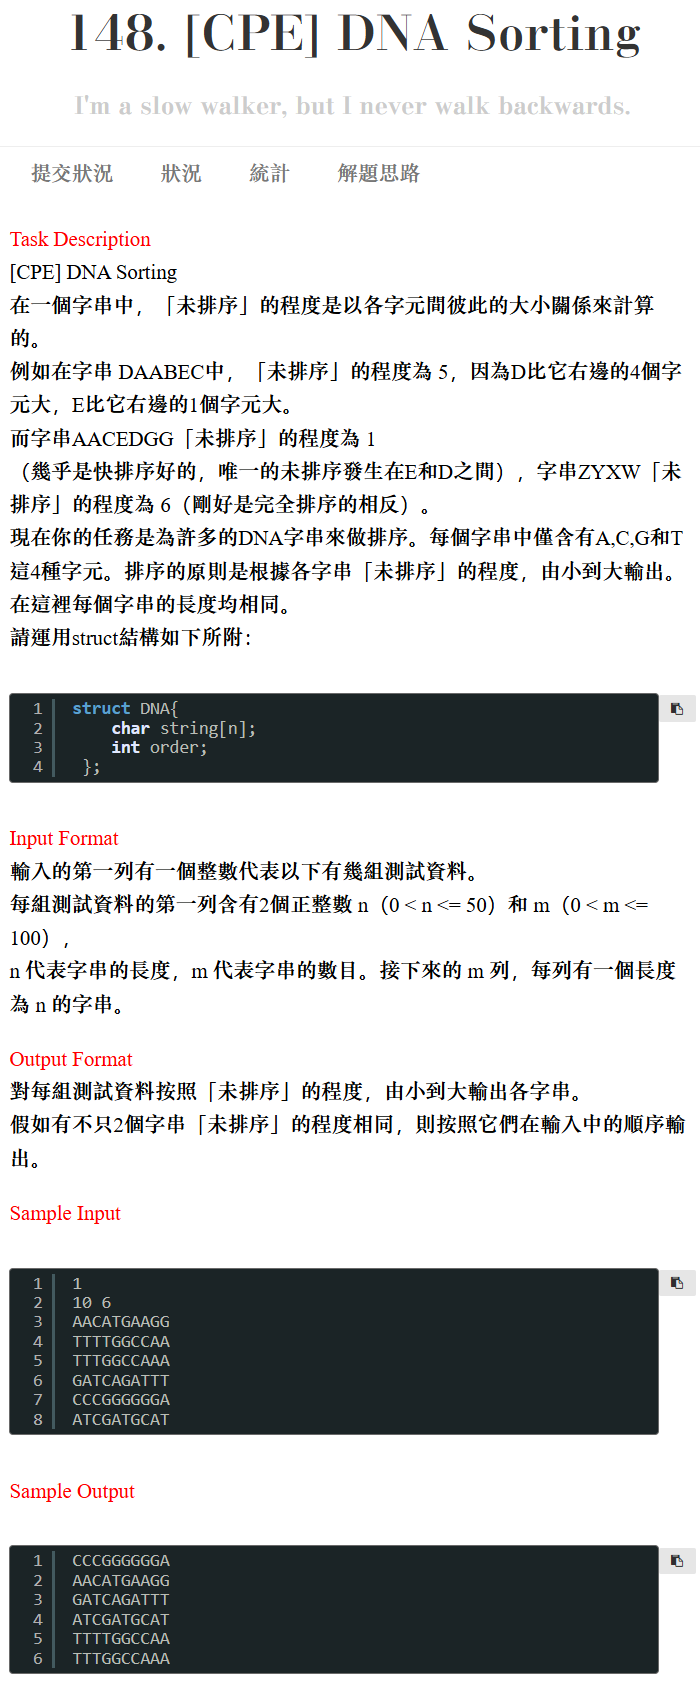 148. [CPE] DNA Sorting
I'm a slow walker, but I never walk backwards.
提交狀況 狀況 統計 解題思路
Task Description
[CPE] DNA Sorting
在一個字串中，「未排序」的程度是以各字元間彼此的大小關係來計算
的。
例如在字串 DAABEC中，「未排序」的程度為 5，因為D比它右邊的4個字
元大，E比它右邊的1個字元大。
而字串AACEDGG「未排序」的程度為 1
（幾乎是快排序好的，唯一的未排序發生在E和D之間），字串ZYXW「未
排序」的程度為 6（剛好是完全排序的相反）。
現在你的任務是為許多的DNA字串來做排序。每個字串中僅含有A,C,G和T
這4種字元。排序的原則是根據各字串「未排序」的程度，由小到大輸出。
在這裡每個字串的長度均相同。
請運用struct結構如下所附：
1 struct DNA{
2 char string[n];
3 int order;
4 };
Input Format
輸入的第一列有一個整數代表以下有幾組測試資料。
每組測試資料的第一列含有2個正整數 n（0 < n <= 50）和 m（0 < m <=
100），
n 代表字串的長度，m 代表字串的數目。接下來的 m 列，每列有一個長度
為 n 的字串。
Output Format
對每組測試資料按照「未排序」的程度，由小到大輸出各字串。
假如有不只2個字串「未排序」的程度相同，則按照它們在輸入中的順序輸
出。
Sample Input
1 1
2 10 6
3 AACATGAAGG
4 TTTTGGCCAA
5 TTTGGCCAAA
6 GATCAGATTT
7 CCCGGGGGGA
8 ATCGATGCAT
Sample Output
1 CCCGGGGGGA
2 AACATGAAGG
3 GATCAGATTT
4 ATCGATGCAT
5 TTTTGGCCAA
6 TTTGGCCAAA